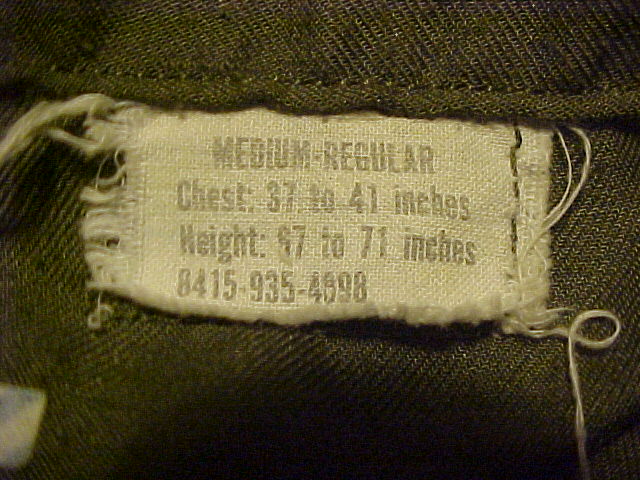 MEDIUM-REGULAR
Chest: 37 to 41 inches
Height: 67 to 71 inches
8415-935-4898